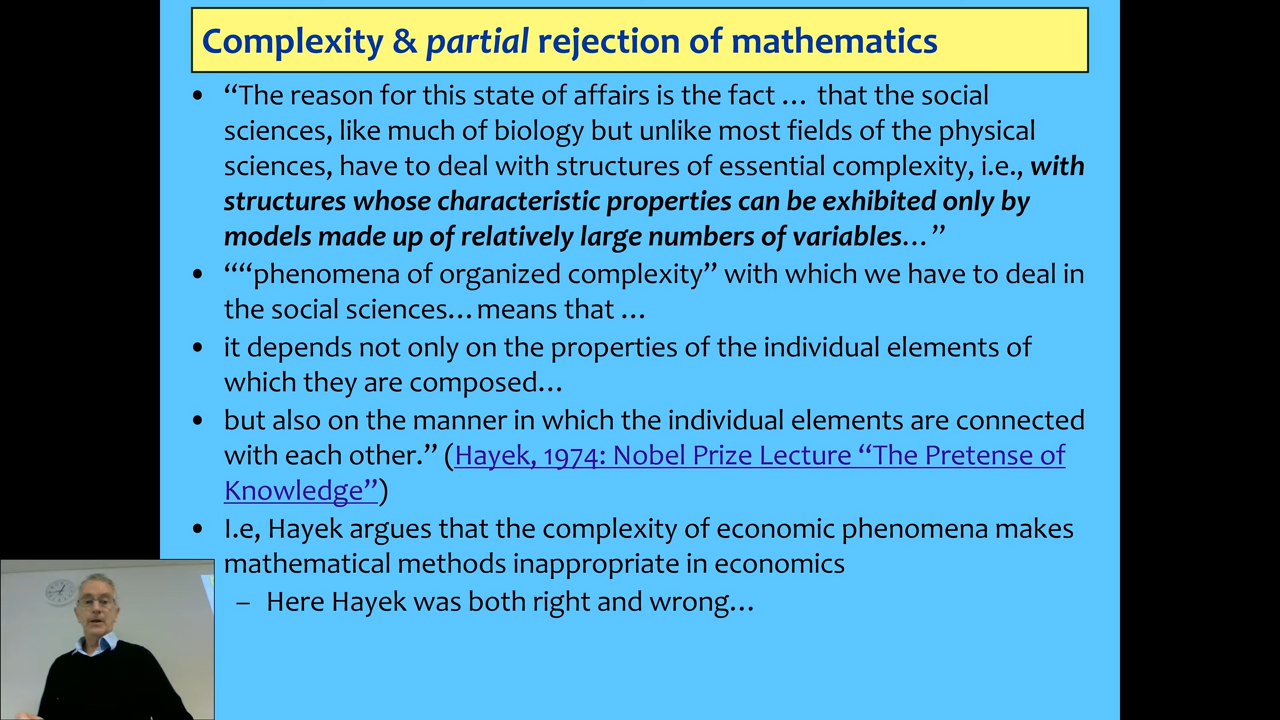 Complexity & partial rejection of mathematics
• “The reason for this state of affairs is the fact … that the social
sciences, like much of biology but unlike most fields of the physical
sciences, have to deal with structures of essential complexity, i.e., with
structures whose characteristic properties can be exhibited only by
models made up of relatively large numbers of variables…”
• ““phenomena of organized complexity” with which we have to deal in
the social sciences…means that …
• it depends not only on the properties of the individual elements of
which they are composed…
• but also on the manner in which the individual elements are connected
with each other.” (Hayek, 1974: Nobel Prize Lecture “The Pretense of
Knowledge”)
• I.e, Hayek argues that the complexity of economic phenomena makes
mathematical methods inappropriate in economics
– Here Hayek was both right and wrong…